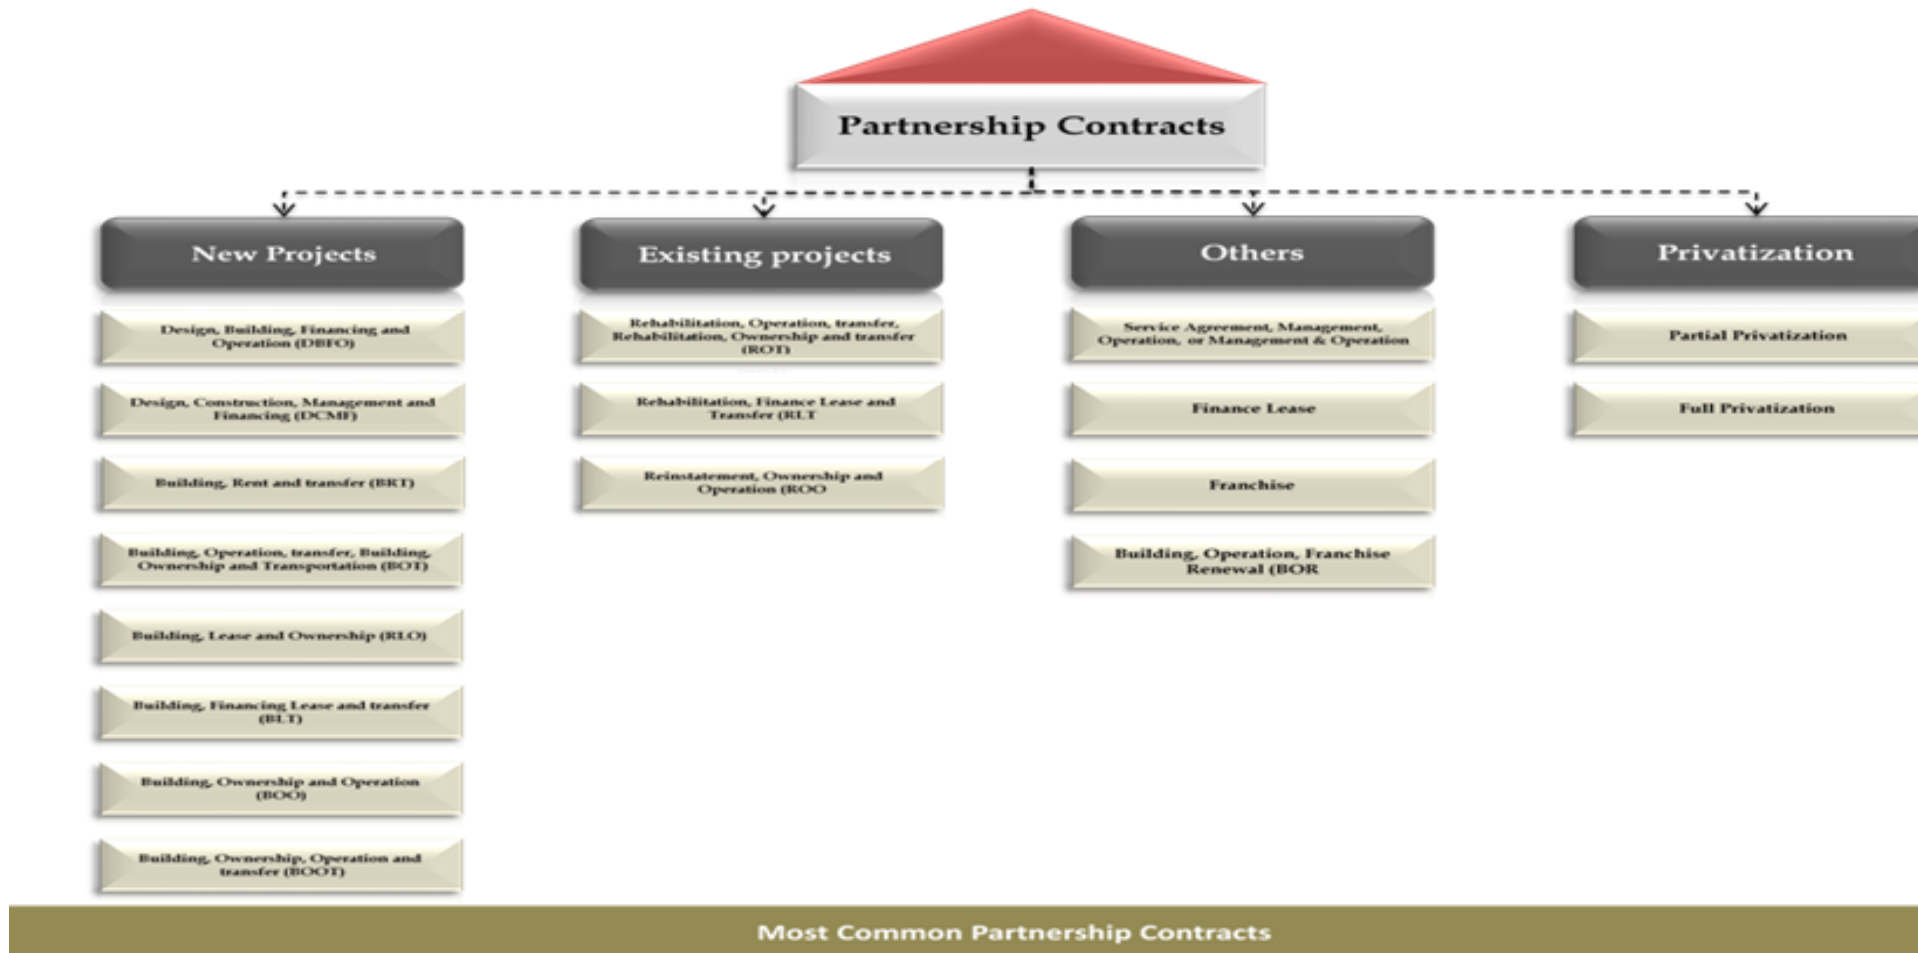 Partnership Contracts
New Projects
Design, Building, Financing and
Operation (DBFO)
Design, Construction, Management and
Financing (DCMF)
Building, Rent and transfer (BRT)
Building, Operation, transfer, Building,
Ownership and Transportation (BOT)
Building, Lease and Ownership (RLO)
Building, Financing Lease and transfer
(BLT)
Building, Ownership and Operation
(BOO)
Building, Ownership, Operation and
transfer (BOOT)
Existing projects
Rehabilitation, Operation, transfer,
Rehabilitation, Ownership and transfer
(ROT)
Rehabilitation, Finance Lease and
Transfer (RLT
Reinstatement, Ownership and
Operation (ROO
Others
Service Agreement, Management,
Operation, or Management & Operation
Finance Lease
Franchise
Building, Operation, Franchise
Renewal (BOR
Privatization
Partial Privatization
Full Privatization
Most Common Partnership Contracts